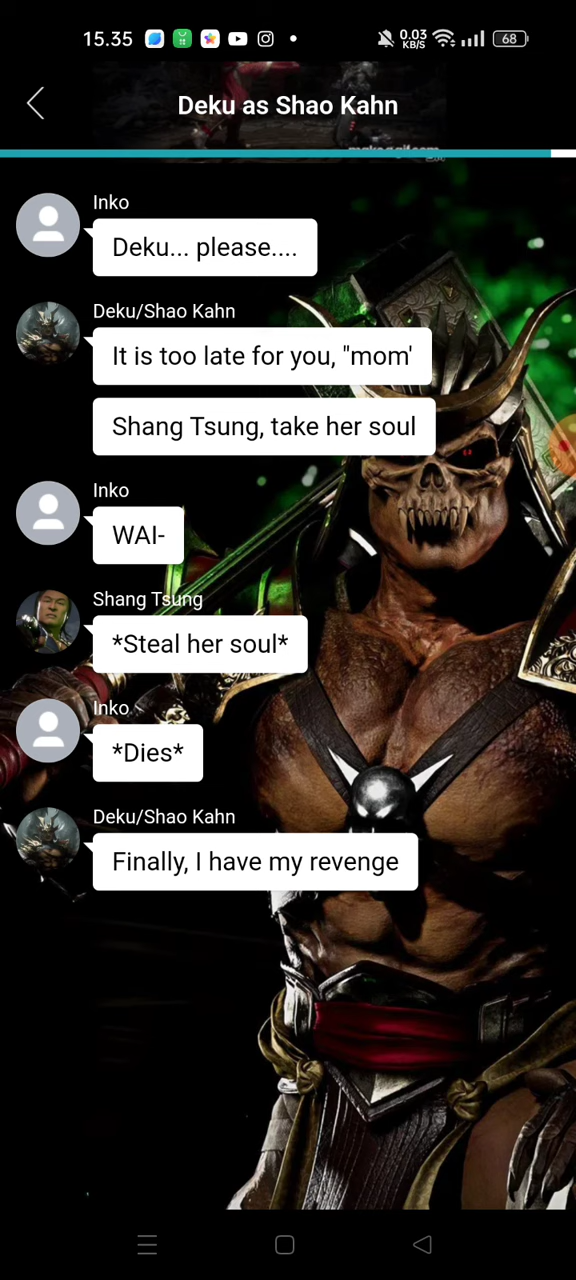 15.35
0.03
KB/S
68
Deku as Shao Kahn
Inko
Deku... please....
Deku/Shao Kahn
It is too late for you, "mom'
Shang Tsung, take her soul
Inko
WAI-
Shang Tsung
*Steal her soul*
Inko
*Dies*
Deku/Shao Kahn
Finally, I have my revenge